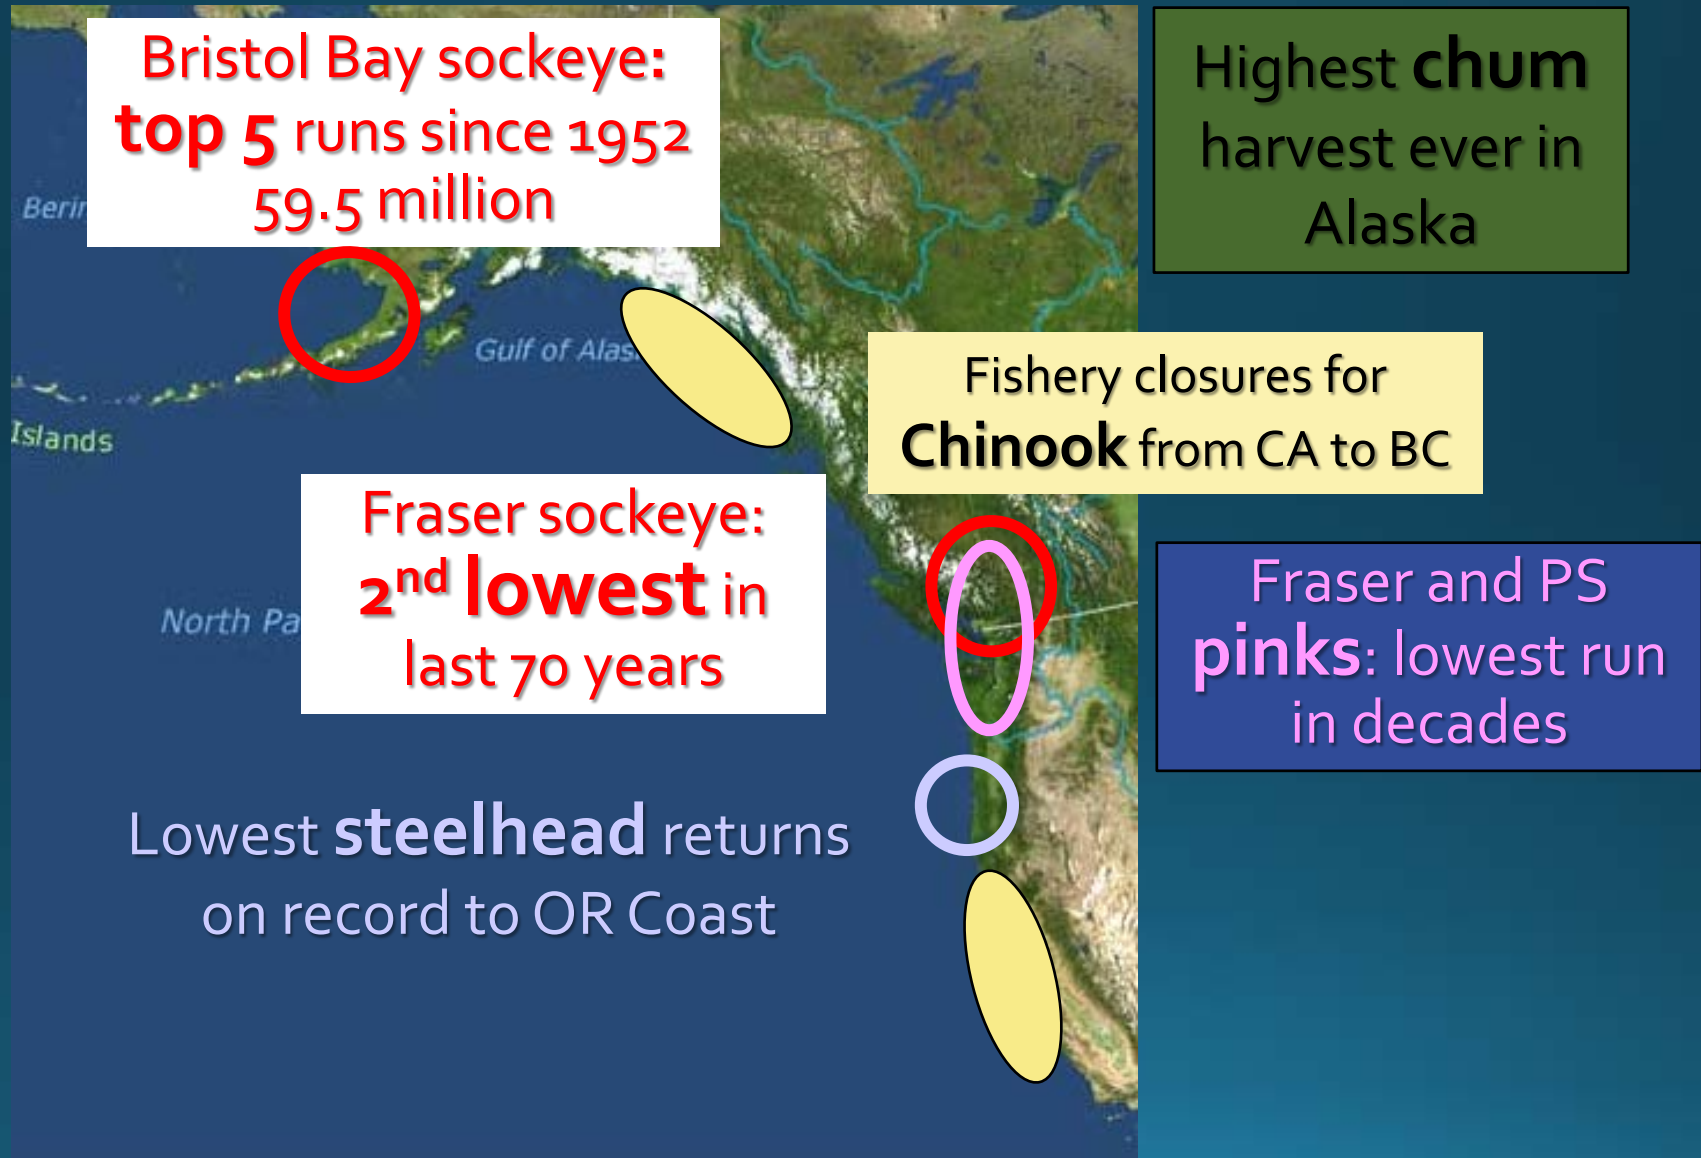 Bristol Bay sockeye:
top 5 runs since 1952
59.5 million
Highest chum
harvest ever in
Alaska
Gulf of Alas
Fishery closures for
Chinook from CA to BC
Islands
Fraser sockeye:
2nd lowest in
last 70 years
North Pa
Fraser and PS
pinks: lowest run
in decades
Lowest steelhead returns
on record to OR Coast